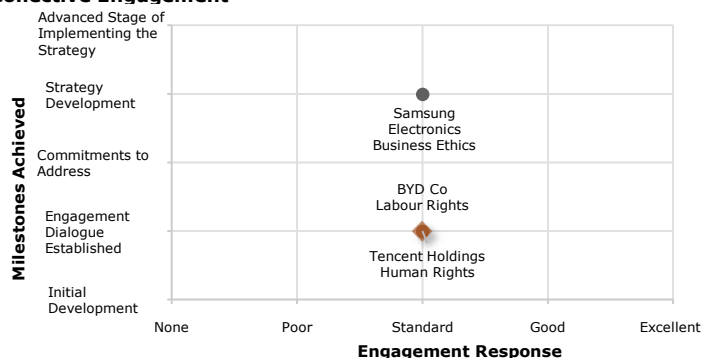 Collective Engagement
Advanced Stage of
Implementing the
Strategy
Strategy
Development
Samsung
Electronics
Business Ethics
Commitments to
Address
BYD Co
Labour Rights
Engagement
Dialogue
Established
Tencent Holdings
Human Rights
Initial
Development
Milestones Achieved
None
Poor
Standard
Good
Excellent
Engagement Response